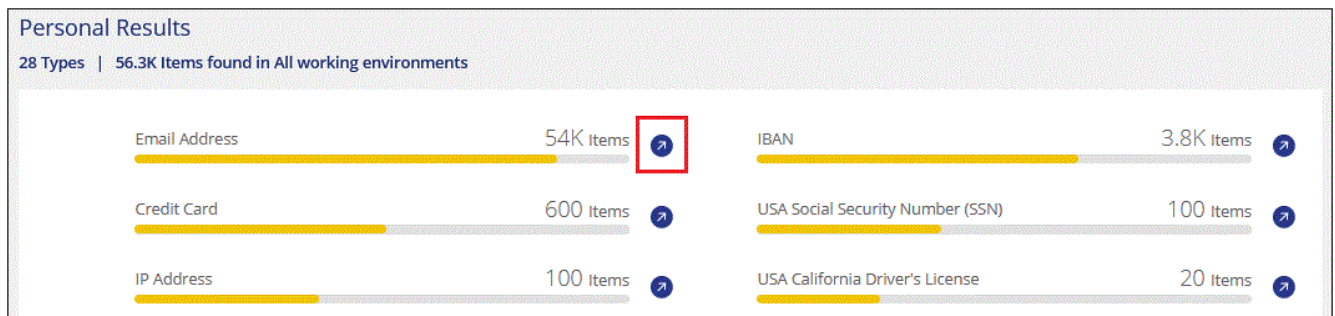 Personal Results
28 Types | 56.3K Items found in All working environments
Email Address 54K Items
IBAN 3.8K Items
Credit Card 600 Items
USA Social Security Number (SSN) 100 Items
IP Address 100 Items
USA California Driver's License 20 Items